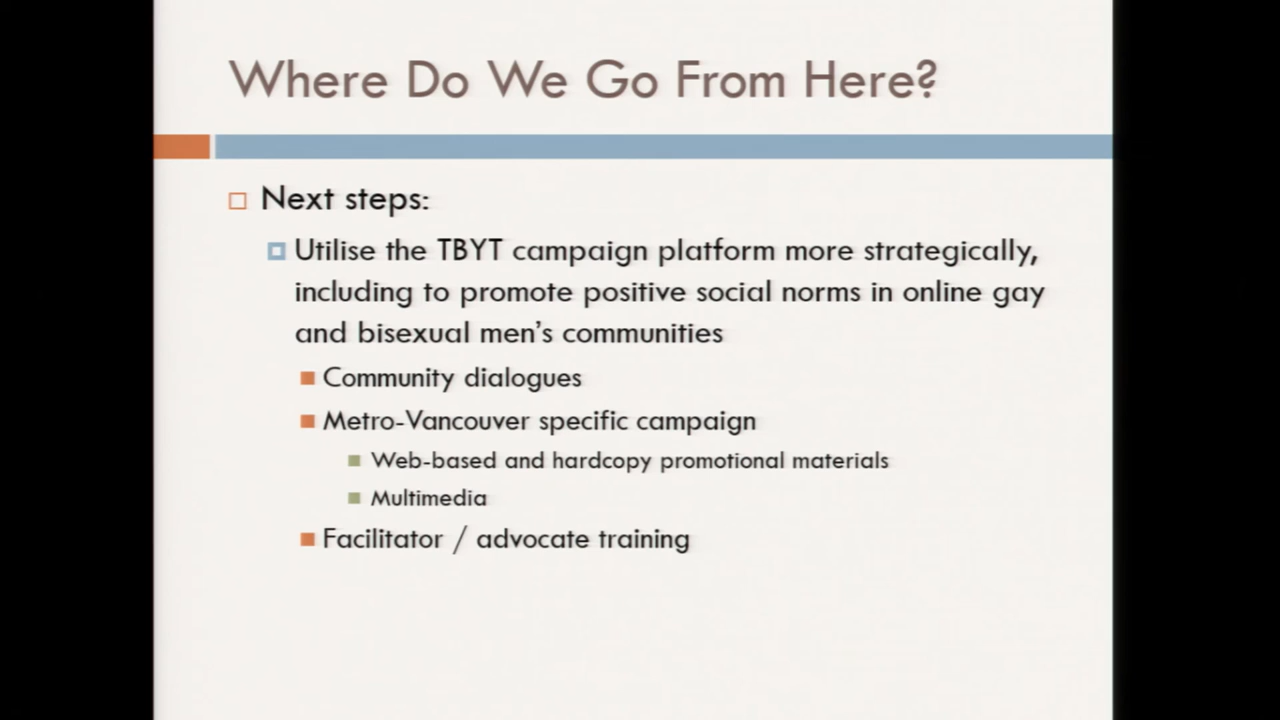 Where Do We Go From Here?
Next steps:
Utilise the TBYT campaign platform more strategically,
including to promote positive social norms in online gay
and bisexual men's communities
Community dialogues
Metro-Vancouver specific campaign
Web-based and hardcopy promotional materials
Multimedia
Facilitator / advocate training